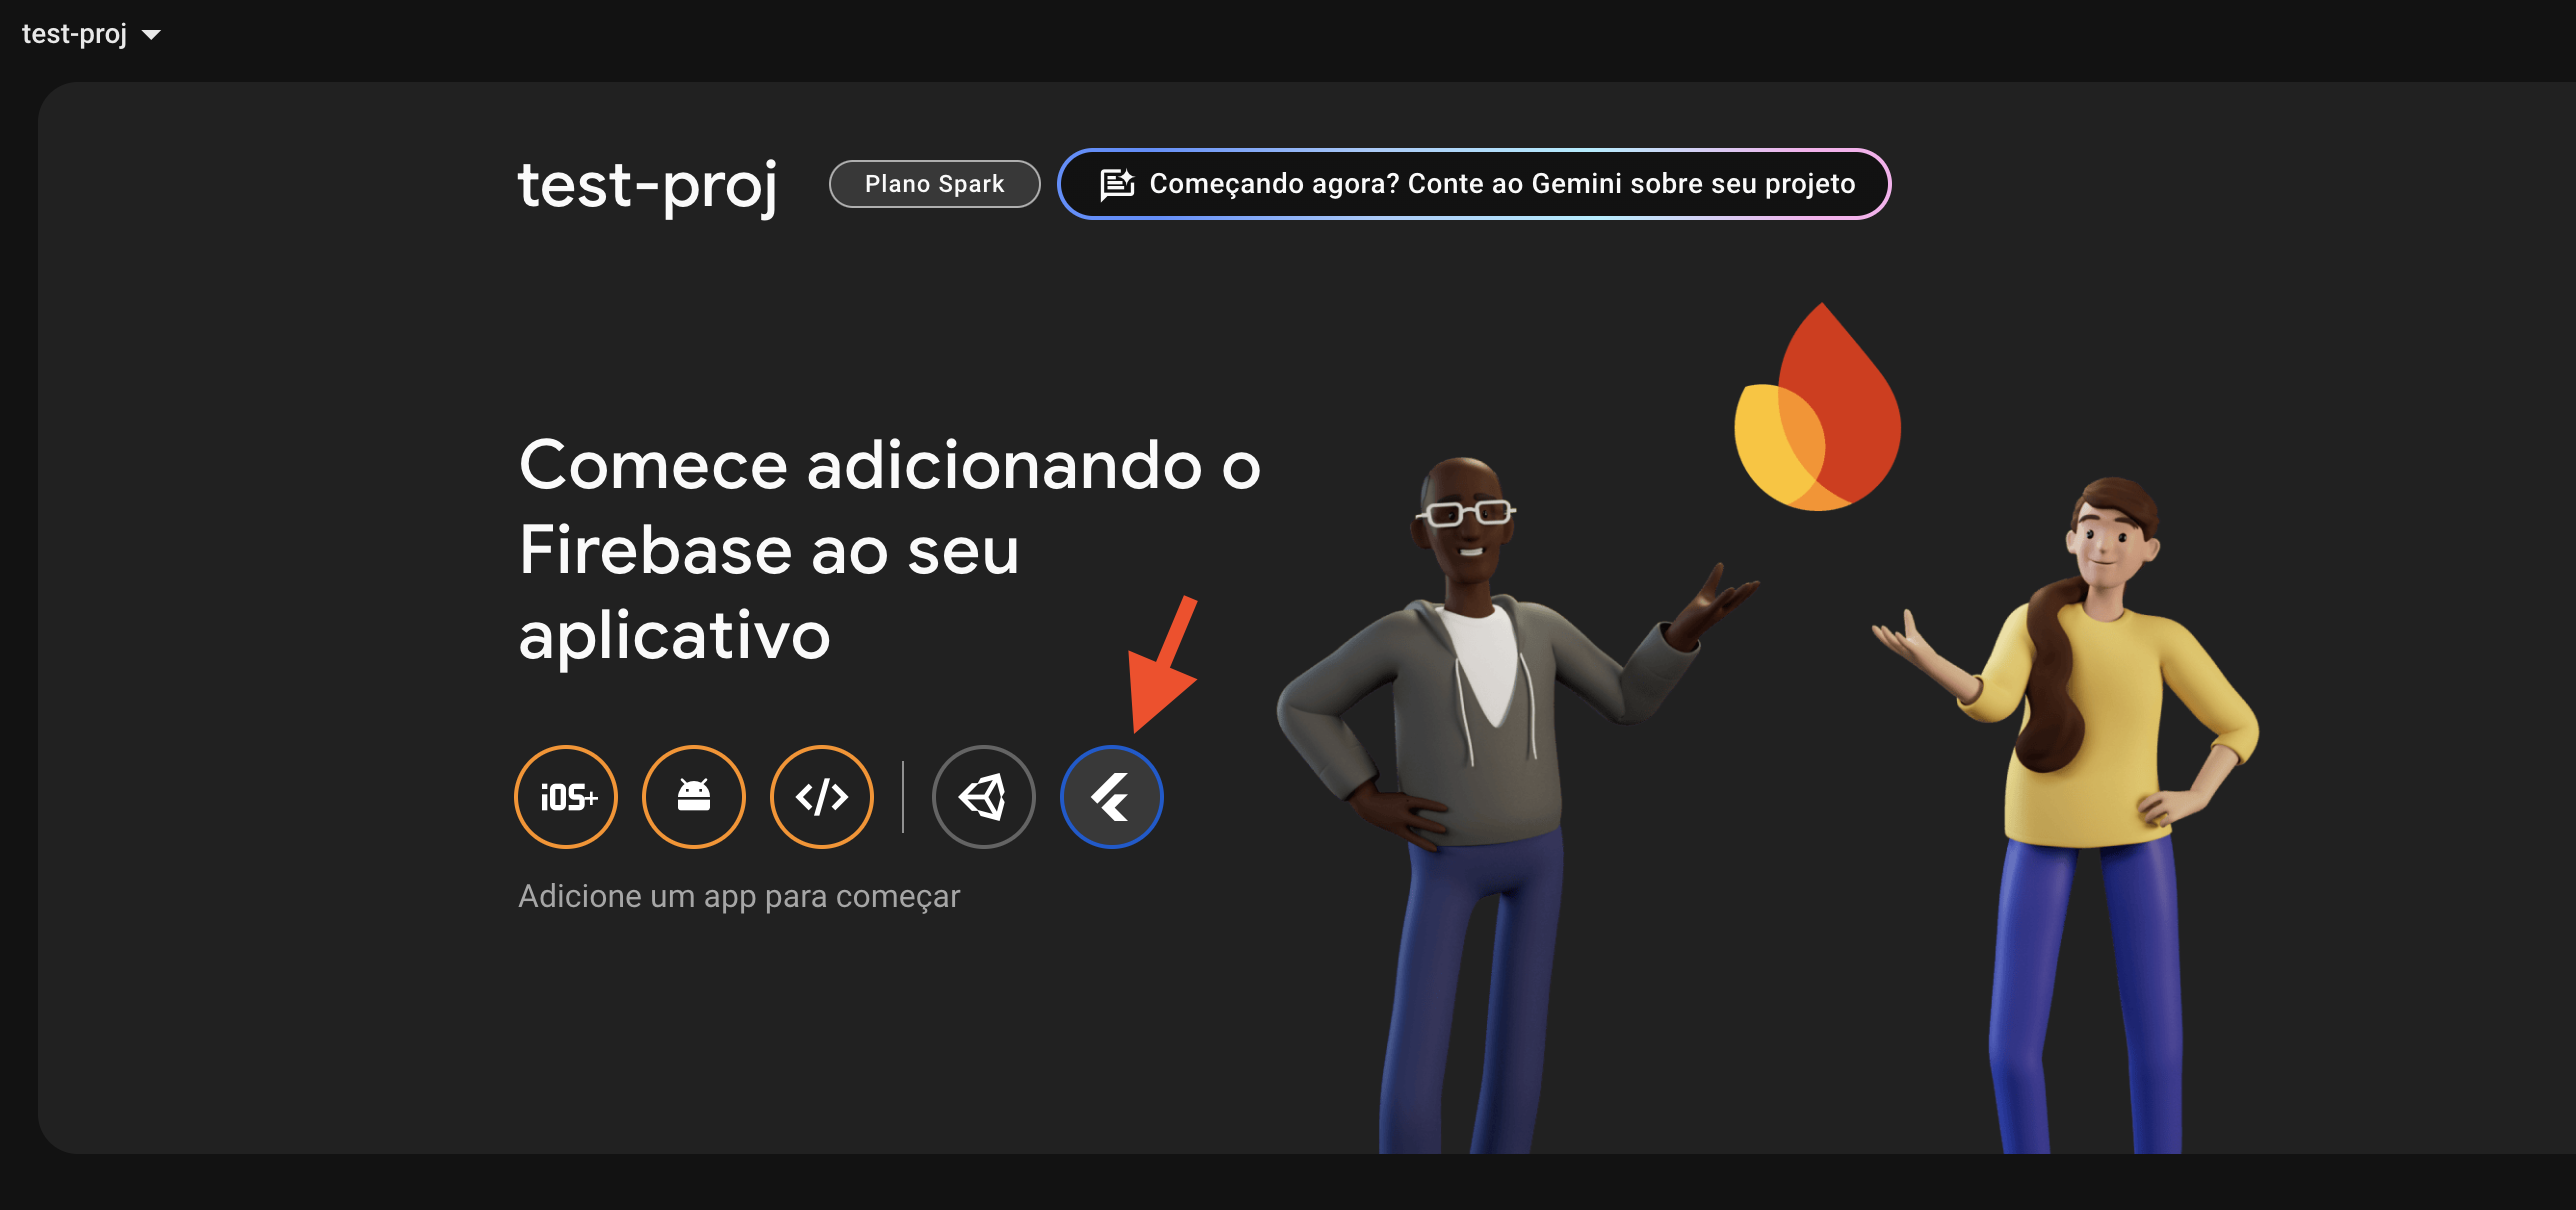 test-proj
test-proj
Plano Spark
Começando agora? Conte ao Gemini sobre seu projeto
Comece adicionando o
Firebase ao seu
aplicativo
iOS+
Adicione um app para começar